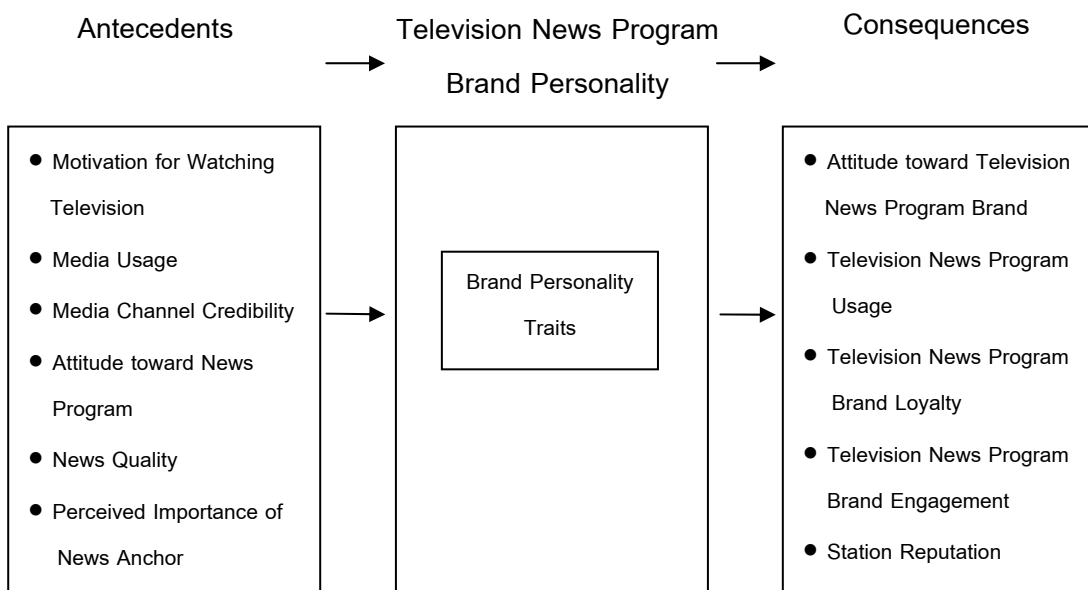 Antecedents
Television News Program
Brand Personality
Consequences
● Motivation for Watching
Television
● Media Usage
● Media Channel Credibility
● Attitude toward News
Program
● News Quality
● Perceived Importance of
News Anchor
Brand Personality
Traits
● Attitude toward Television
News Program Brand
● Television News Program
Usage
● Television News Program
Brand Loyalty
● Television News Program
Brand Engagement
● Station Reputation